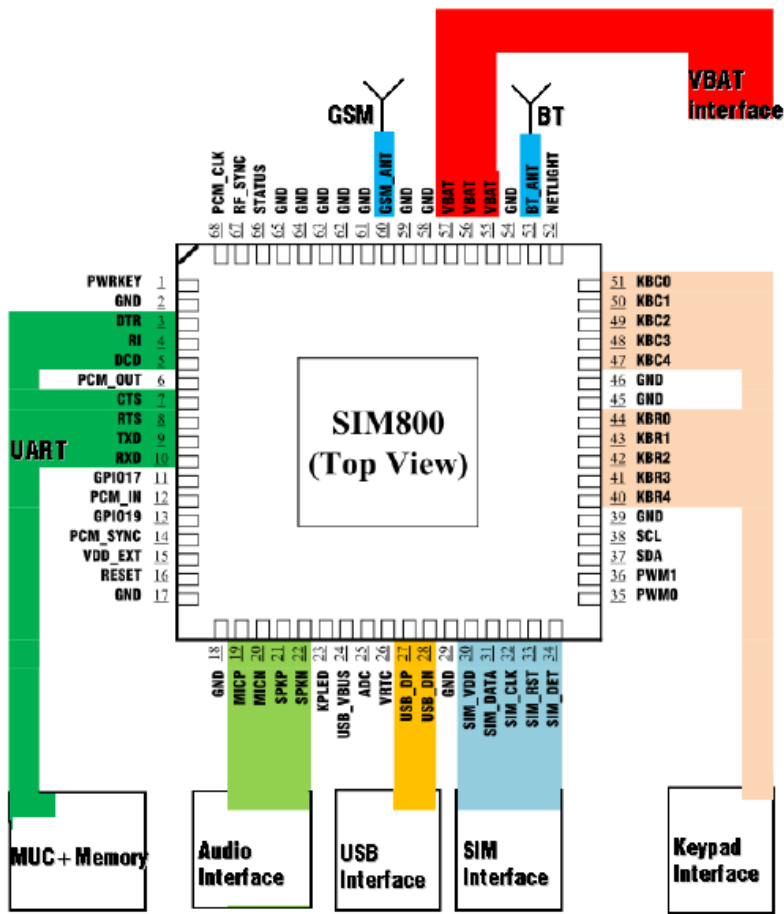 VBAT
interface
GSM
BT
PCM_CLK
RF_SYNC
STATUS
GND
GND
GND
GND
GND
GSM_ANT
GND
GND
VBAT
VBAT
VBAT
GND
BT_ANT
NETLIGHT
68
67
66
65
64
63
62
61
60
59
58
57
56
55
54
53
52
PWRKEY 1
GND 2
DTR 3
RI 4
DCD 5
PCM_OUT 6
CTS 7
RTS 8
TXD 9
UART
RXD 10
GPIO17 11
PCM_IN 12
GPIO19 13
PCM_SYNC 14
VDD_EXT 15
RESET 16
GND 17
SIM800
(Top View)
51 KBC0
50 KBC1
49 KBC2
48 KBC3
47 KBC4
46 GND
45 GND
44 KBR0
43 KBR1
42 KBR2
41 KBR3
40 KBR4
39 GND
38 SCL
37 SDA
36 PWM1
35 PWM0
18
19
20
21
22
23
24
25
26
27
28
29
30
31
32
33
34
GND
MICP
MICN
SPKP
SPKN
KPLED
USB_VBUS
ADC
VRTC
USB_DP
USB_DN
GND
SIM_VDD
SIM_DATA
SIM_CLK
SIM_RST
SIM_DET
MUC+Memory
Audio
Interface
USB
Interface
SIM
Interface
Keypad
Interface